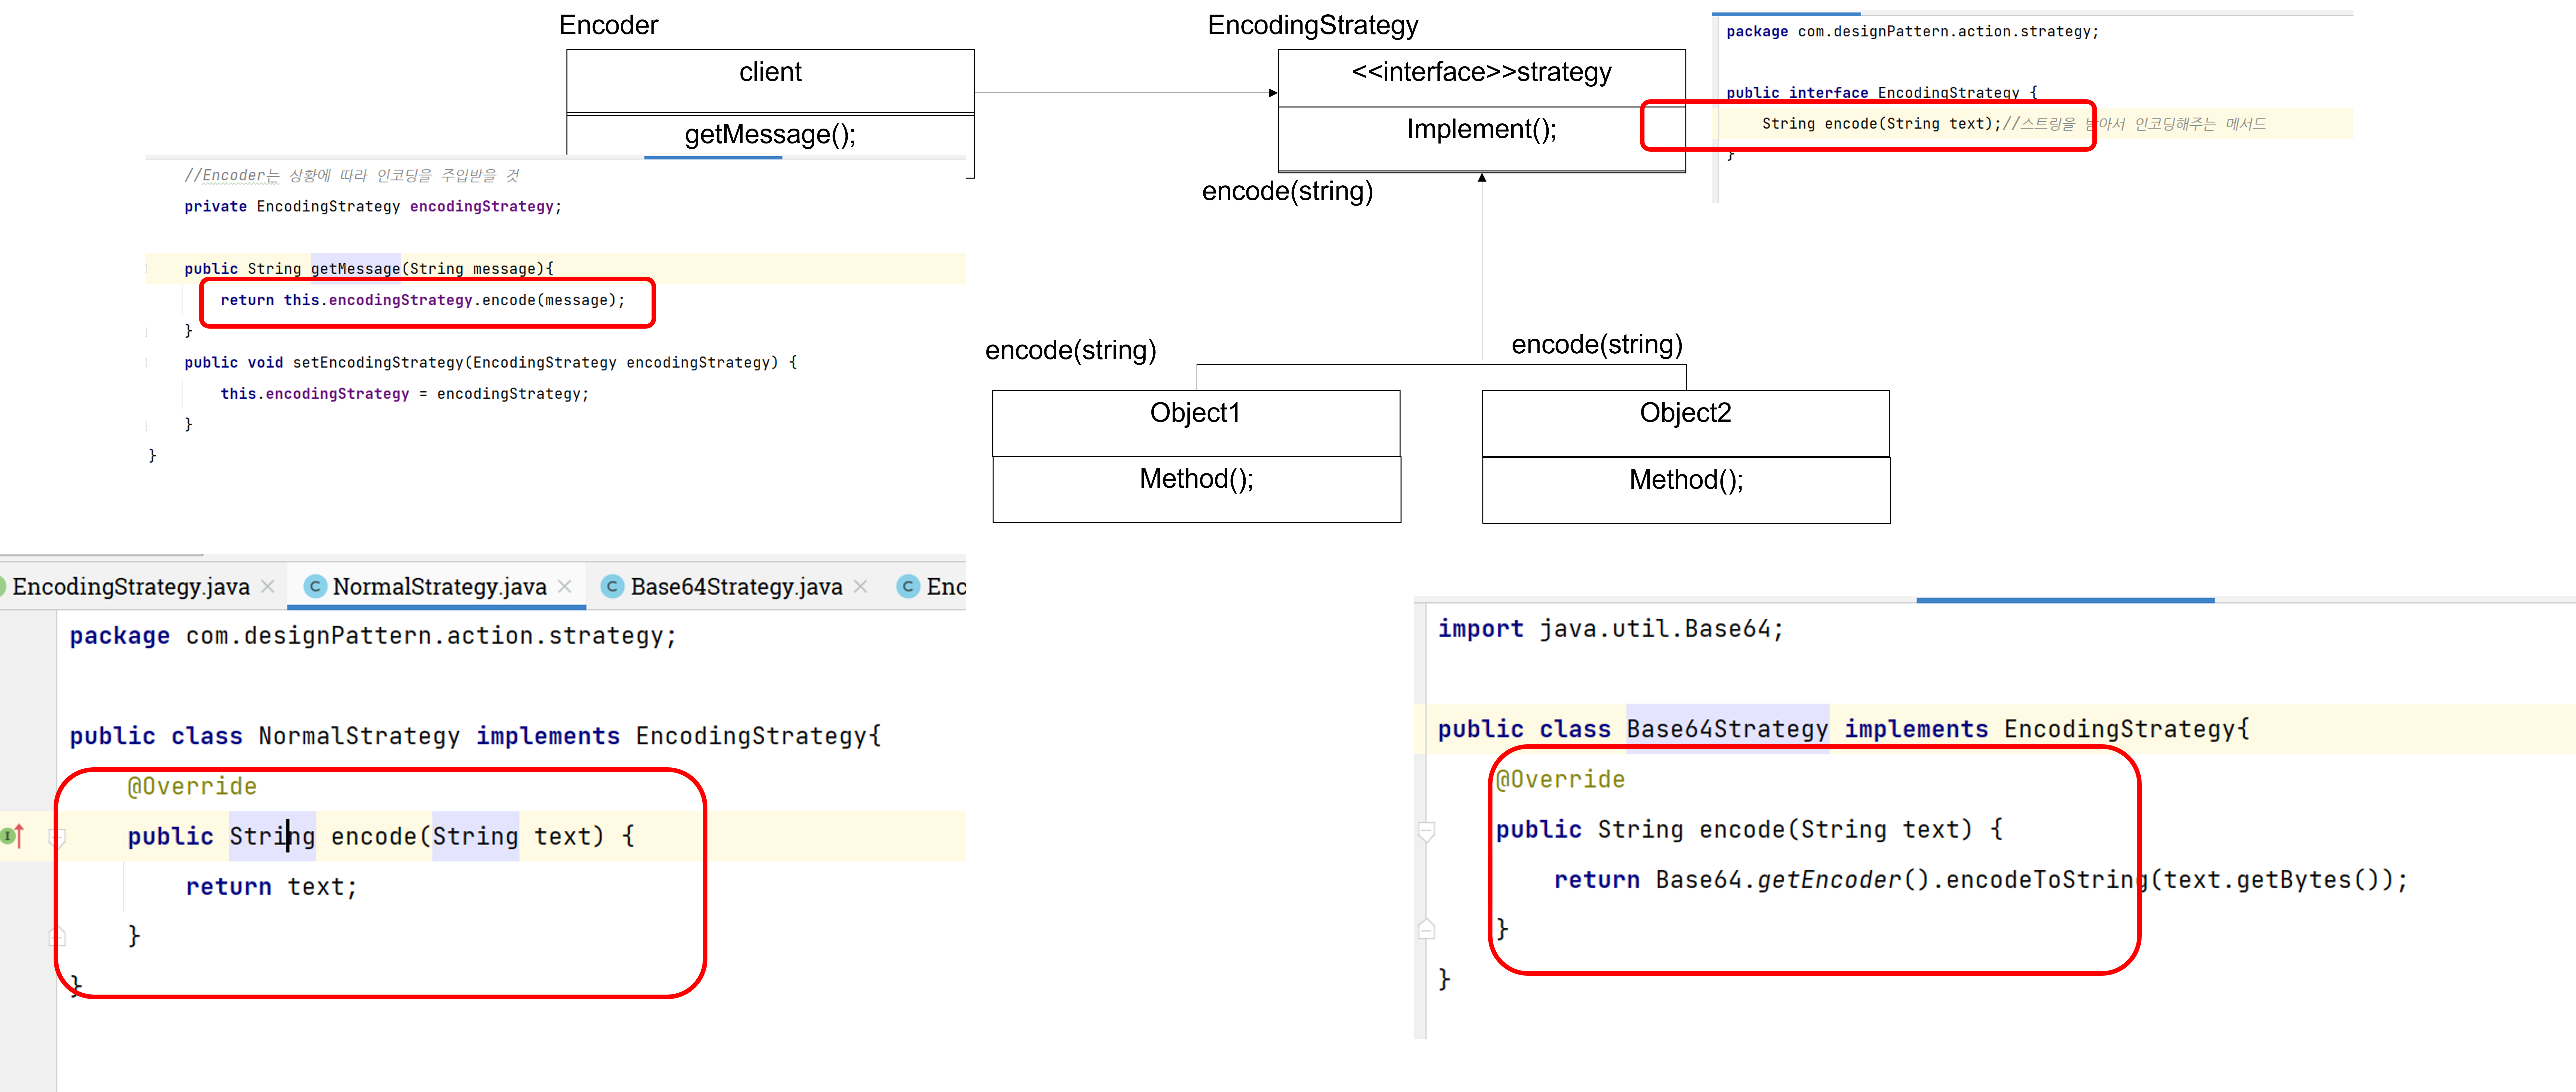 Encoder
client
getMessage();
EncodingStrategy
<<interface>>strategy
Implement();
encode(string)
package com.designPattern.action.strategy;
public interface EncodingStrategy {
String encode(String text);//스트링을 받아서 인코딩해주는 메서드
}
//Encoder는 상황에 따라 인코딩을 주입받을 것
private EncodingStrategy encodingStrategy;
public String getMessage(String message){
return this.encodingStrategy.encode(message);
}
public void setEncodingStrategy(EncodingStrategy encodingStrategy) {
this.encodingStrategy = encodingStrategy;
}
}
encode(string)
encode(string)
Object1
Method();
Object2
Method();
EncodingStrategy.java
NormalStrategy.java
Base64Strategy.java
Enc
package com.designPattern.action.strategy;
public class NormalStrategy implements EncodingStrategy{
@Override
public String encode(String text) {
return text;
}
}
import java.util.Base64;
public class Base64Strategy implements EncodingStrategy{
@Override
public String encode(String text) {
return Base64.getEncoder().encodeToString(text.getBytes());
}
}